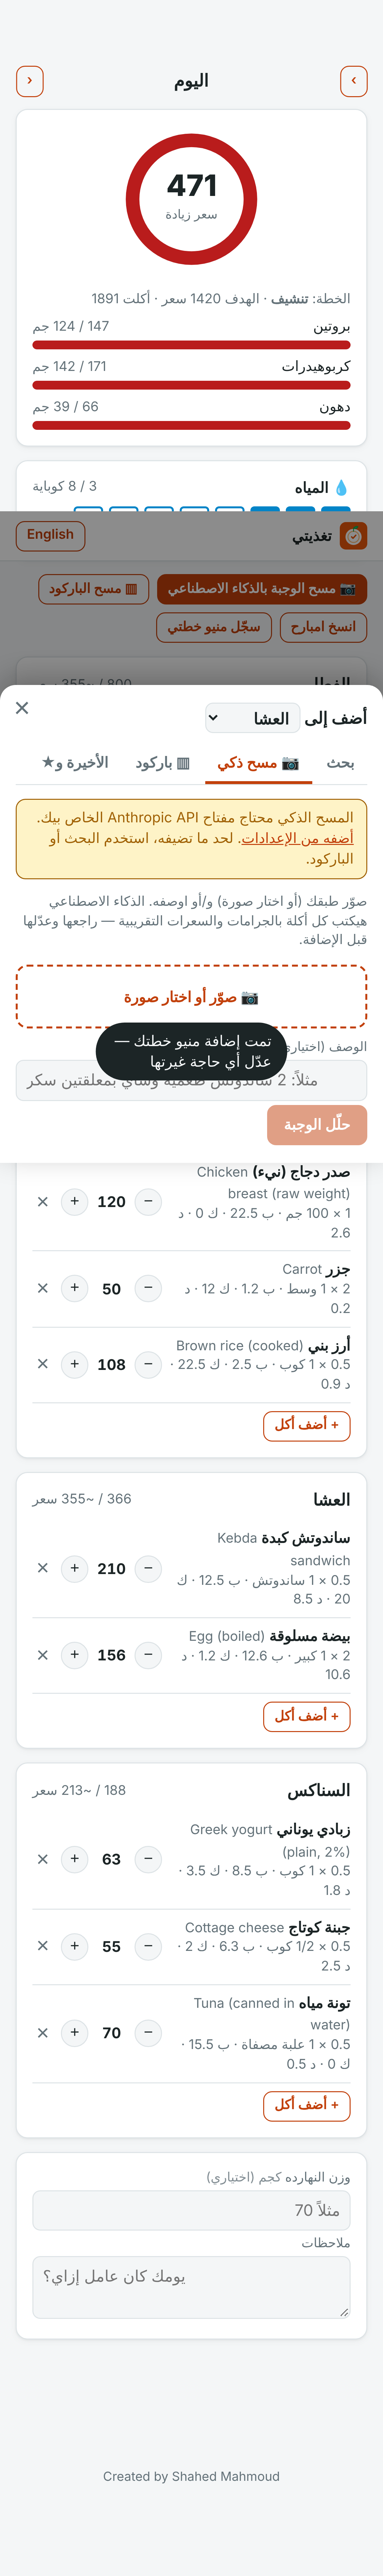 ›
اليوم
‹
471
سعر زيادة
الخطة: تنشيف · الهدف 1420 سعر · أكلت 1891
بروتين
147 / 124 جم
كربوهيدرات
171 / 142 جم
دهون
66 / 39 جم
💧 المياه
3 / 8 كوباية
تغذيتي
English
📷 مسح الوجبة بالذكاء الاصطناعي
▥ مسح الباركود
انسخ امبارح
سجّل منيو خطتي
أضف إلى
العشا
✕
بحث
📷 مسح ذكي
▥ باركود
الأخيرة و★
المسح الذكي محتاج مفتاح Anthropic API الخاص بيك.
أضفه من الإعدادات. لحد ما تضيفه، استخدم البحث أو
الباركود.
صوّر طبقك (أو اختار صورة) و/أو اوصفه. الذكاء الاصطناعي
هيكتب كل أكلة بالجرامات والسعرات التقريبية — راجعها وعدّلها
قبل الإضافة.
📷 صوّر أو اختار صورة
الوصف (اختياري
تمت إضافة منيو خطتك —
عدّل أي حاجة غيرتها
مثلاً: 2 ساندوتش طعمية وشاي بمعلقتين سكر
حلّل الوجبة
صدر دجاج (نيء) Chicken
breast (raw weight)
1 × 100 جم · ب 22.5 · ك 0 · د
2.6
−
120
+
✕
جزر Carrot
2 × 1 وسط · ب 1.2 · ك 12 · د
0.2
−
50
+
✕
أرز بني Brown rice (cooked)
0.5 × 1 كوب · ب 2.5 · ك 22.5 ·
د 0.9
−
108
+
✕
+ أضف أكل
العشا
366 / ~355 سعر
ساندوتش كبدة Kebda
sandwich
0.5 × 1 ساندوتش · ب 12.5 · ك
20 · د 8.5
−
210
+
✕
بيضة مسلوقة Egg (boiled)
2 × 1 كبير · ب 12.6 · ك 1.2 · د
10.6
−
156
+
✕
+ أضف أكل
السناكس
188 / ~213 سعر
زبادي يوناني Greek yogurt
(plain, 2%)
0.5 × 1 كوب · ب 8.5 · ك 3.5 ·
د 1.8
−
63
+
✕
جبنة كوتاج Cottage cheese
0.5 × 1/2 كوب · ب 6.3 · ك 2 ·
د 2.5
−
55
+
✕
تونة مياه Tuna (canned in
water)
0.5 × 1 علبة مصفاة · ب 15.5 ·
ك 0 · د 0.5
−
70
+
✕
+ أضف أكل
وزن النهارده كجم (اختياري)
مثلاً 70
ملاحظات
يومك كان عامل إزاي؟
Created by Shahed Mahmoud